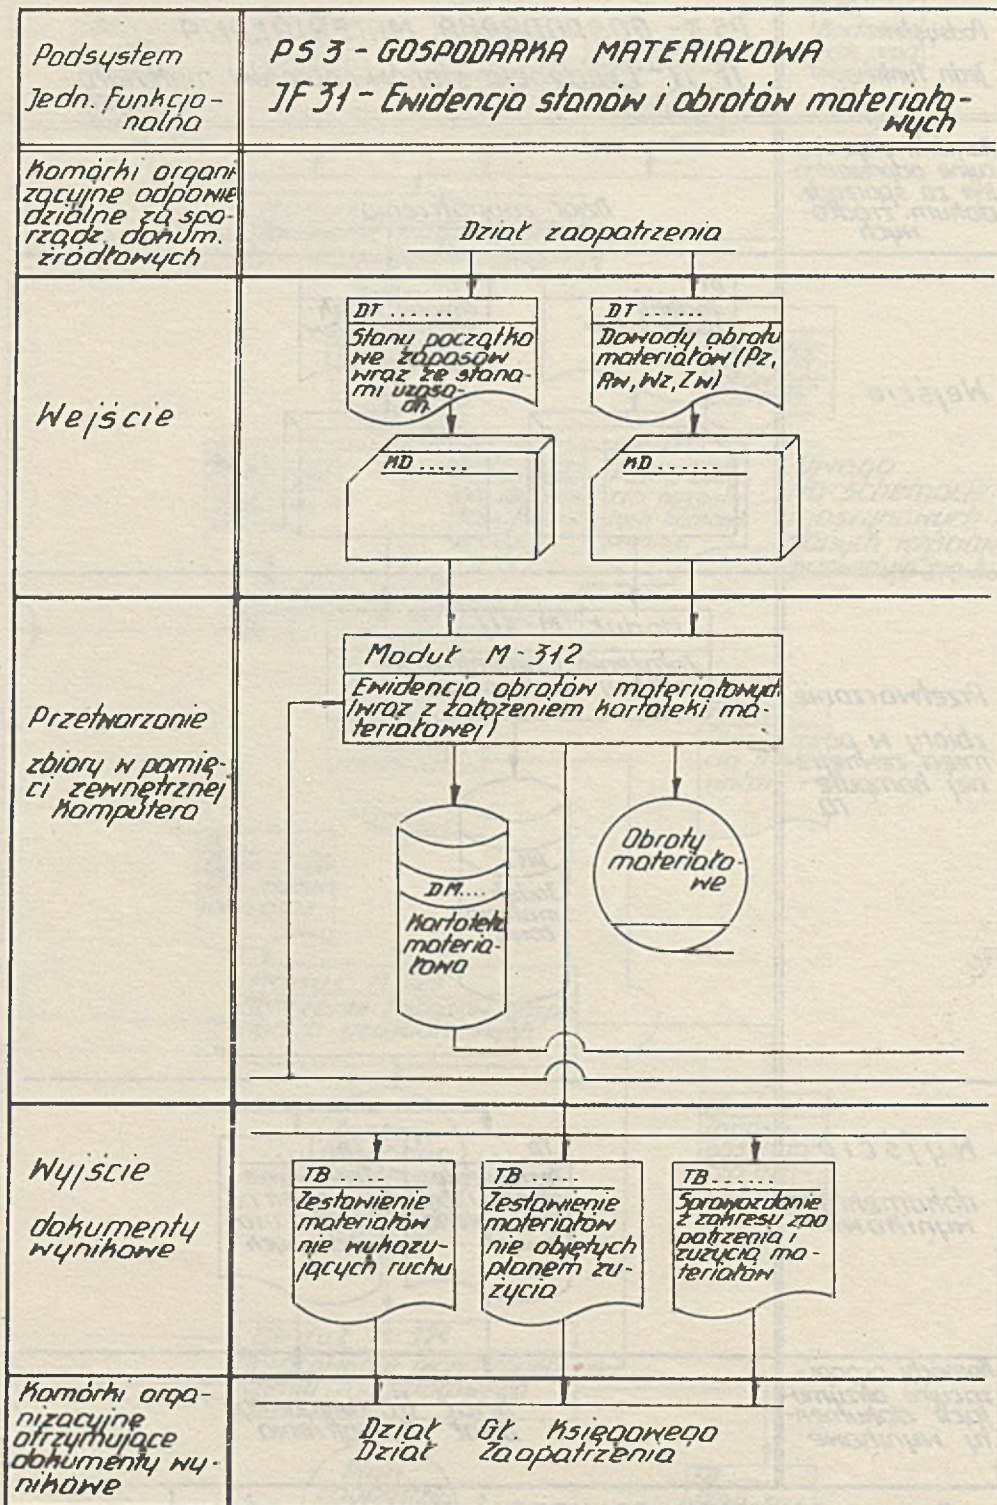 Podsystem
Jedn. funkcjo-
nalna
PS 3 - GOSPODARKA MATERIAŁOWA
JF 31 - Ewidencja stanów i obrotów materiało-
wych
Komórki organi
zacyjne odpowie
dzialne za spo-
rządz. dokum.
źródłowych
Dział zaopatrzenia
Wejście
DT ......
Stany początko
we zapasów
wraz ze stana-
mi uzasa-
dn.
DT ......
Dowody obrotu
materiałów (Pz,
Rw, Wz, Zw)
KD .....
KD ......
Przetwarzanie
zbiory w pamię-
ci zewnętrznej
komputera
Moduł M-312
Ewidencja obrotów materiałowych
(wraz z założeniem kartoteki ma-
teriałowej)
DM....
Kartoteka
materia-
łowa
Obroty
materiało-
we
Wyjście
dokumenty
wynikowe
TB .....
Zestawienie
materiałów
nie wykazu-
jących ruchu
TB .....
Zestawienie
materiałów
nie objętych
planem zu-
życia
TB ......
Sprawozdanie
z zakresu zao
patrzenia i
zużycia ma-
teriałów
Komórki orga-
nizacyjne
otrzymujące
dokumenty wy-
nikowe
Dział Gł. Księgowego
Dział Zaopatrzenia